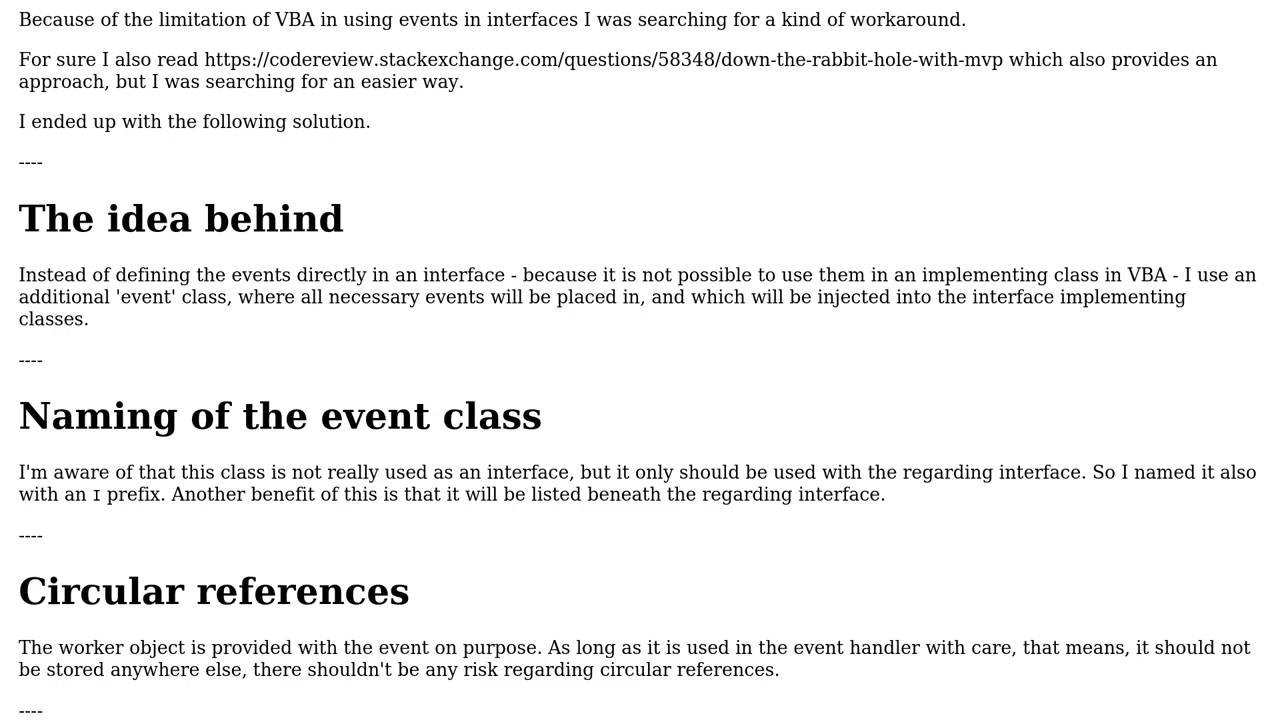 Because of the limitation of VBA in using events in interfaces I was searching for a kind of workaround.
For sure I also read https://codereview.stackexchange.com/questions/58348/down-the-rabbit-hole-with-mvp which also provides an
approach, but I was searching for an easier way.
I ended up with the following solution.
----
The idea behind
Instead of defining the events directly in an interface - because it is not possible to use them in an implementing class in VBA - I use an
additional 'event' class, where all necessary events will be placed in, and which will be injected into the interface implementing
classes.
----
Naming of the event class
I'm aware of that this class is not really used as an interface, but it only should be used with the regarding interface. So I named it also
with an I prefix. Another benefit of this is that it will be listed beneath the regarding interface.
----
Circular references
The worker object is provided with the event on purpose. As long as it is used in the event handler with care, that means, it should not
be stored anywhere else, there shouldn't be any risk regarding circular references.
----